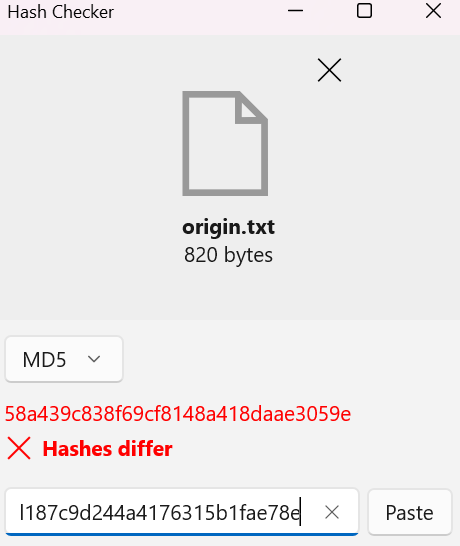 Hash Checker
origin.txt
820 bytes
MD5
58a439c838f69cf8148a418daae3059e
Hashes differ
l187c9d244a4176315b1fae78e
Paste